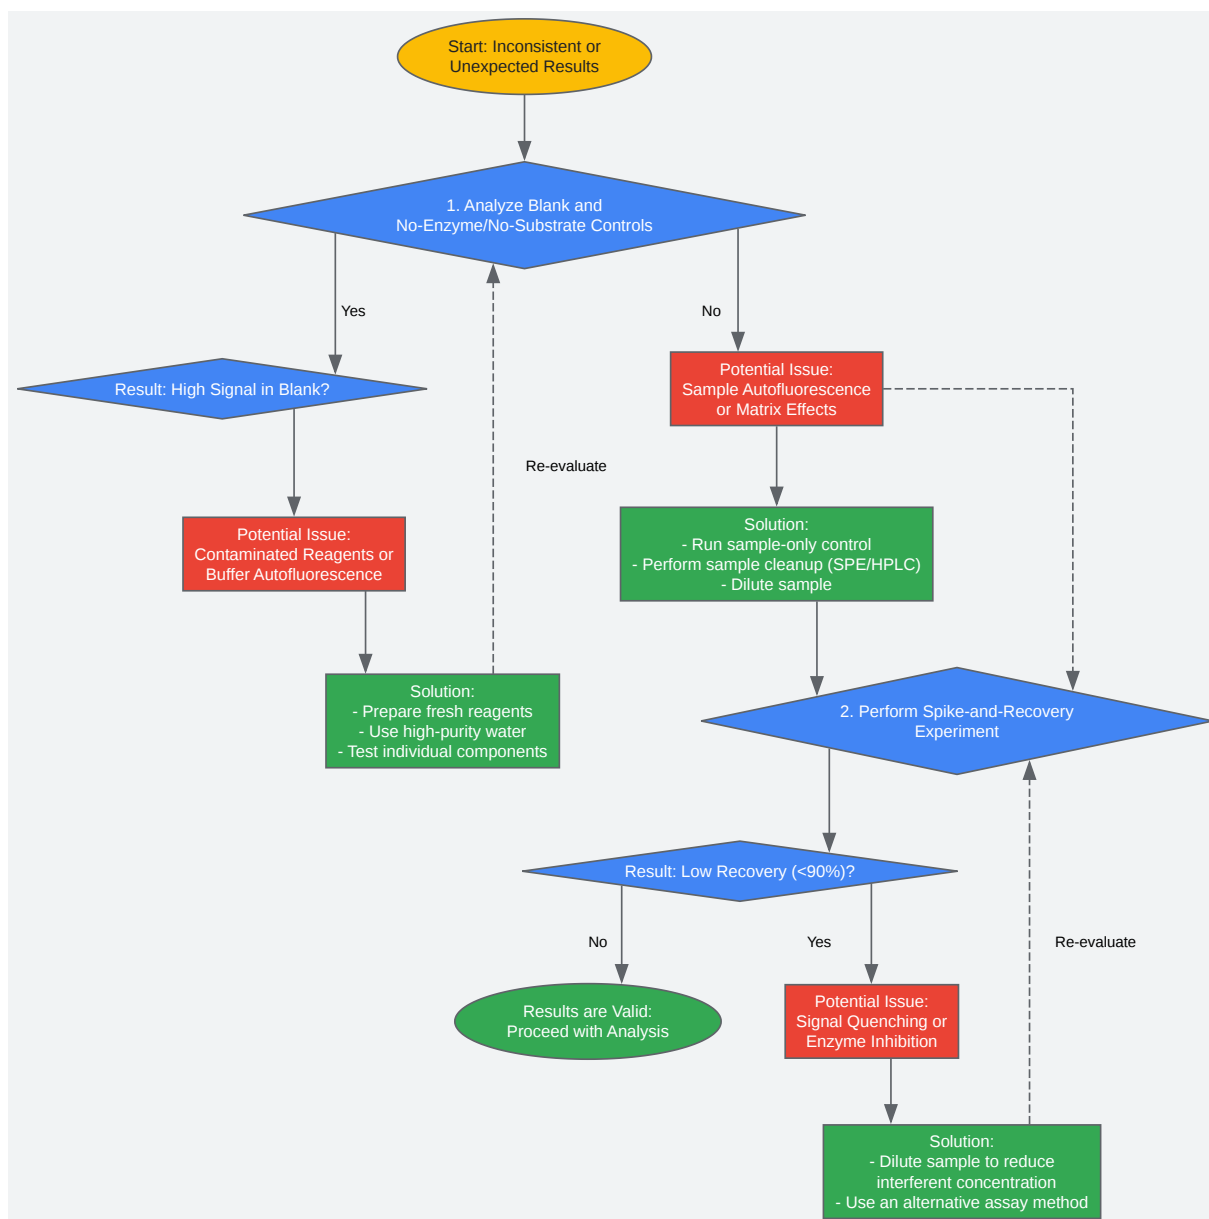 Start: Inconsistent or
Unexpected Results
1. Analyze Blank and
No-Enzyme/No-Substrate Controls
Yes
No
Result: High Signal in Blank?
Potential Issue:
Sample Autofluorescence
or Matrix Effects
Re-evaluate
Potential Issue:
Contaminated Reagents or
Buffer Autofluorescence
Solution:
- Run sample-only control
- Perform sample cleanup (SPE/HPLC)
- Dilute sample
Solution:
- Prepare fresh reagents
- Use high-purity water
- Test individual components
2. Perform Spike-and-Recovery
Experiment
Result: Low Recovery (<90%)?
No
Yes
Re-evaluate
Results are Valid:
Proceed with Analysis
Potential Issue:
Signal Quenching or
Enzyme Inhibition
Solution:
- Dilute sample to reduce
interferent concentration
- Use an alternative assay method